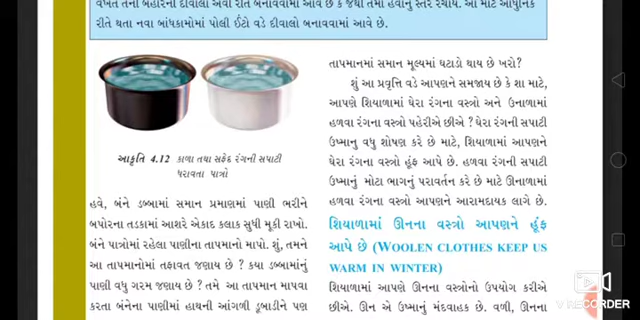 વખતે તેની બહારની દીવાલો એવી રીતે બનાવવામાં આવે છે કે જેથી તેમાં હવાનું સ્તર રચાય. આ માટે આધુનિક
રીતે થતા નવા બાંધકામોમાં પોલી ઈંટો વડે દીવાલો બનાવવામાં આવે છે.
આકૃતિ 4.12 કાળા તથા સફેદ રંગની સપાટી
ધરાવતા પાત્રો
હવે, બંને ડબ્બામાં સમાન પ્રમાણમાં પાણી ભરીને
બપોરના તડકામાં આશરે એકાદ કલાક સુધી મૂકી રાખો.
બંને પાત્રોમાં રહેલા પાણીના તાપમાનો માપો. શું, તમને
આ તાપમાનોમાં તફાવત જણાય છે ? ક્યા ડબ્બામાંનું
પાણી વધુ ગરમ જણાય છે ? તમે આ તાપમાન માપવા
કરતા બંનેના પાણીમાં હાથની આંગળી ડૂબાડીને પણ
તાપમાનમાં સમાન મૂલ્યમાં ઘટાડો થાય છે ખરો?
શું આ પ્રવૃત્તિ વડે આપણને સમજાય છે કે શા માટે,
આપણે શિયાળામાં ઘેરા રંગના વસ્ત્રો અને ઉનાળામાં
હળવા રંગના વસ્ત્રો પહેરીએ છીએ ? ઘેરા રંગની સપાટી
ઉષ્માનુ વધુ શોષણ કરે છે માટે, શિયાળામાં આપણને
ઘેરા રંગના વસ્ત્રો હૂંફ આપે છે. હળવા રંગની સપાટી
ઉષ્માનું મોટા ભાગનું પરાવર્તન કરે છે માટે ઊનાળામાં
હળવા રંગના વસ્ત્રો આપણને આરામદાયક લાગે છે.
શિયાળામાં ઊનના વસ્ત્રો આપણને હૂંફ
આપે છે (WOOLEN CLOTHES KEEP US
WARM IN WINTER)
શિયાળામાં આપણે ઊનના વસ્ત્રોનો ઉપયોગ કરીએ
છીએ. ઊન એ ઉષ્માનું મંદવાહક છે. વળી, ઊનના
V RECORDER